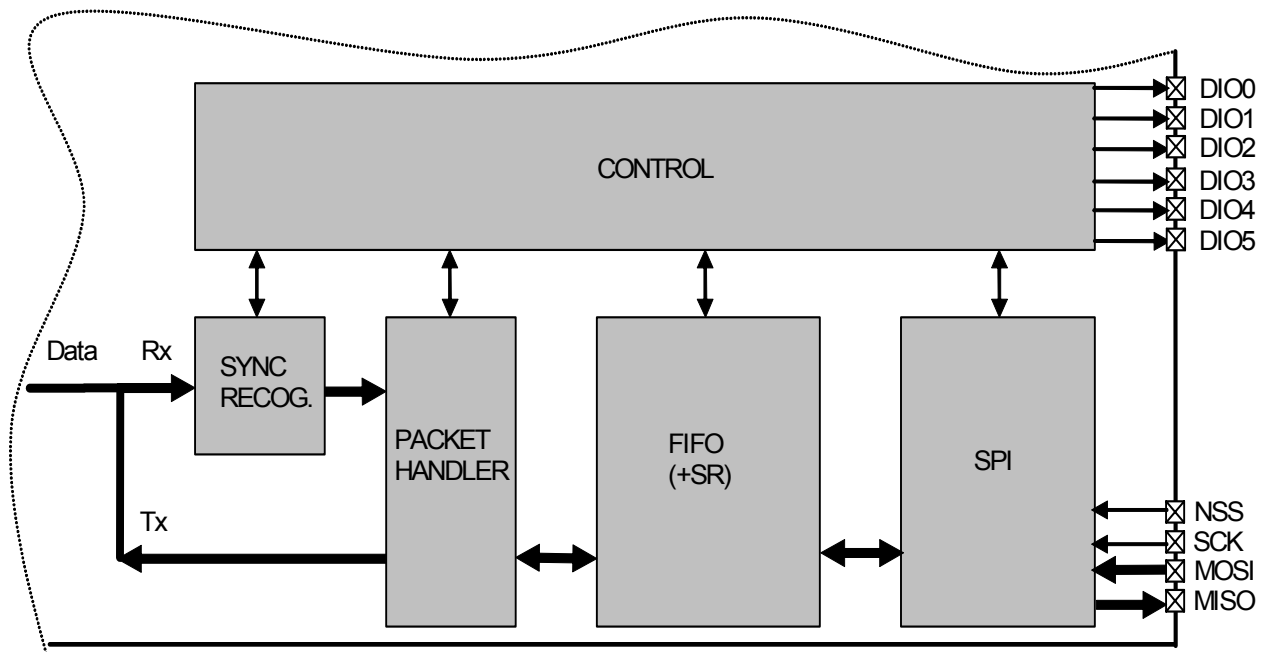 DIO0
DIO1
DIO2
DIO3
DIO4
DIO5
CONTROL
Data
Rx
SYNC
RECOG.
PACKET
HANDLER
FIFO
(+SR)
SPI
Tx
NSS
SCK
MOSI
MISO